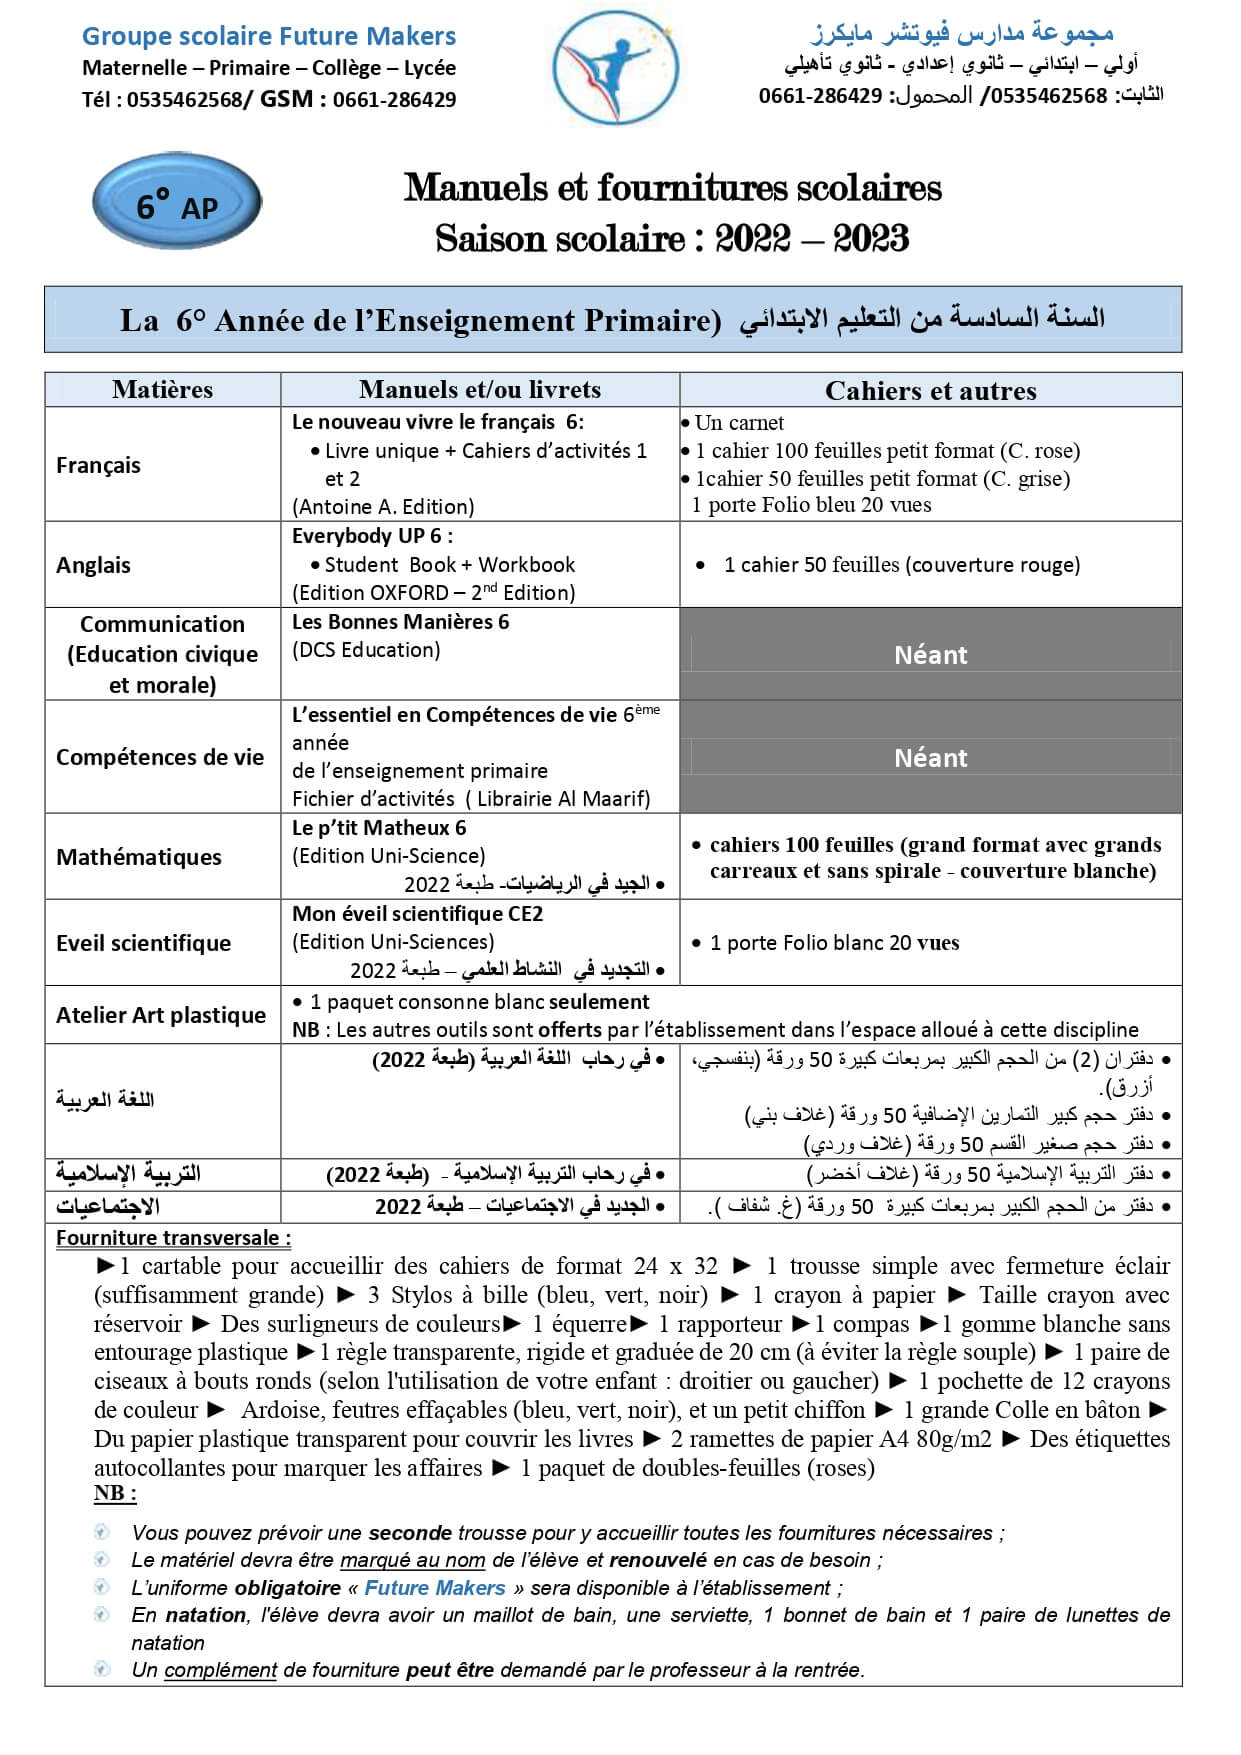 Groupe scolaire Future Makers
Maternelle – Primaire – Collège – Lycée
Tél : 0535462568/ GSM : 0661-286429
مجموعة مدارس فيوتشر مايكرز
أولي – ابتدائي – ثانوي إعدادي - ثانوي تأهيلي
الثابت: 0535462568/ المحمول: 0661-286429
6° AP
Manuels et fournitures scolaires
Saison scolaire : 2022 – 2023
La 6° Année de l’Enseignement Primaire) السنة السادسة من التعليم الابتدائي
Matières
Manuels et/ou livrets
Cahiers et autres
Français
Le nouveau vivre le français 6:
• Livre unique + Cahiers d’activités 1
et 2
(Antoine A. Edition)
• Un carnet
• 1 cahier 100 feuilles petit format (C. rose)
• 1cahier 50 feuilles petit format (C. grise)
1 porte Folio bleu 20 vues
Anglais
Everybody UP 6 :
• Student Book + Workbook
(Edition OXFORD – 2nd Edition)
• 1 cahier 50 feuilles (couverture rouge)
Communication
(Education civique
et morale)
Les Bonnes Manières 6
(DCS Education)
Néant
Compétences de vie
L’essentiel en Compétences de vie 6ème
année
de l’enseignement primaire
Fichier d’activités ( Librairie Al Maarif)
Néant
Mathématiques
Le p’tit Matheux 6
(Edition Uni-Science)
• الجيد في الرياضيات- طبعة 2022
• cahiers 100 feuilles (grand format avec grands
carreaux et sans spirale - couverture blanche)
Eveil scientifique
Mon éveil scientifique CE2
(Edition Uni-Sciences)
• التجديد في النشاط العلمي – طبعة 2022
• 1 porte Folio blanc 20 vues
Atelier Art plastique
• 1 paquet consonne blanc seulement
NB : Les autres outils sont offerts par l’établissement dans l’espace alloué à cette discipline
اللغة العربية
• في رحاب اللغة العربية (طبعة 2022)
• دفتران (2) من الحجم الكبير بمربعات كبيرة 50 ورقة (بنفسجي،
أزرق).
• دفتر حجم كبير التمارين الإضافية 50 ورقة (غلاف بني)
• دفتر حجم صغير القسم 50 ورقة (غلاف وردي)
التربية الإسلامية
• في رحاب التربية الإسلامية - (طبعة 2022)
• دفتر التربية الإسلامية 50 ورقة (غلاف أخضر)
الاجتماعيات
• الجديد في الاجتماعيات – طبعة 2022
• دفتر من الحجم الكبير بمربعات كبيرة 50 ورقة (غ. شفاف ).
Fourniture transversale :
►1 cartable pour accueillir des cahiers de format 24 x 32 ► 1 trousse simple avec fermeture éclair
(suffisamment grande) ► 3 Stylos à bille (bleu, vert, noir) ► 1 crayon à papier ► Taille crayon avec
réservoir ► Des surligneurs de couleurs► 1 équerre► 1 rapporteur ►1 compas ►1 gomme blanche sans
entourage plastique ►1 règle transparente, rigide et graduée de 20 cm (à éviter la règle souple) ► 1 paire de
ciseaux à bouts ronds (selon l'utilisation de votre enfant : droitier ou gaucher) ► 1 pochette de 12 crayons
de couleur ► Ardoise, feutres effaçables (bleu, vert, noir), et un petit chiffon ► 1 grande Colle en bâton ►
Du papier plastique transparent pour couvrir les livres ► 2 ramettes de papier A4 80g/m2 ► Des étiquettes
autocollantes pour marquer les affaires ► 1 paquet de doubles-feuilles (roses)
NB :
Vous pouvez prévoir une seconde trousse pour y accueillir toutes les fournitures nécessaires ;
Le matériel devra être marqué au nom de l’élève et renouvelé en cas de besoin ;
L’uniforme obligatoire « Future Makers » sera disponible à l’établissement ;
En natation, l'élève devra avoir un maillot de bain, une serviette, 1 bonnet de bain et 1 paire de lunettes de
natation
Un complément de fourniture peut être demandé par le professeur à la rentrée.